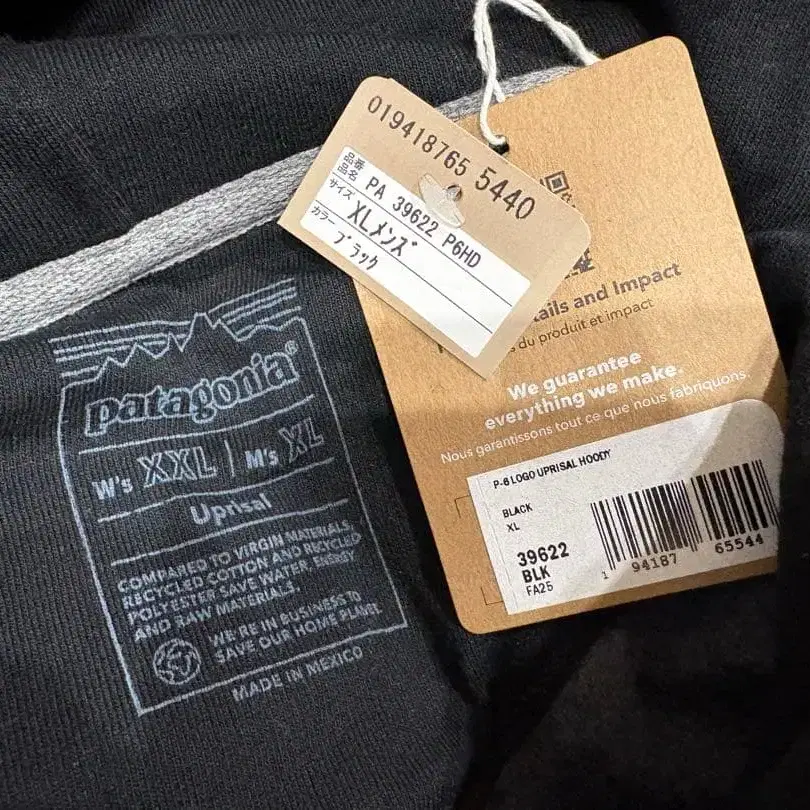 019418765 5440
品番 PA 39622 P6HD
品名
サイズ XLメンズ
カラー ブラック
ails and Impact
du produit et impact
We guarantee
everything we make.
Nous garantissons tout ce que nous fabriquons.
P-6 LOGO UPRISAL HOODY
BLACK
XL
39622
BLK
FA25
1 94187 65544
patagonia®
W's XXL | M's XL
Uprisal
COMPARED TO VIRGIN MATERIALS,
RECYCLED COTTON AND RECYCLED
POLYESTER SAVE WATER, ENERGY
AND RAW MATERIALS.
WE'RE IN BUSINESS TO
SAVE OUR HOME PLANET
MADE IN MEXICO